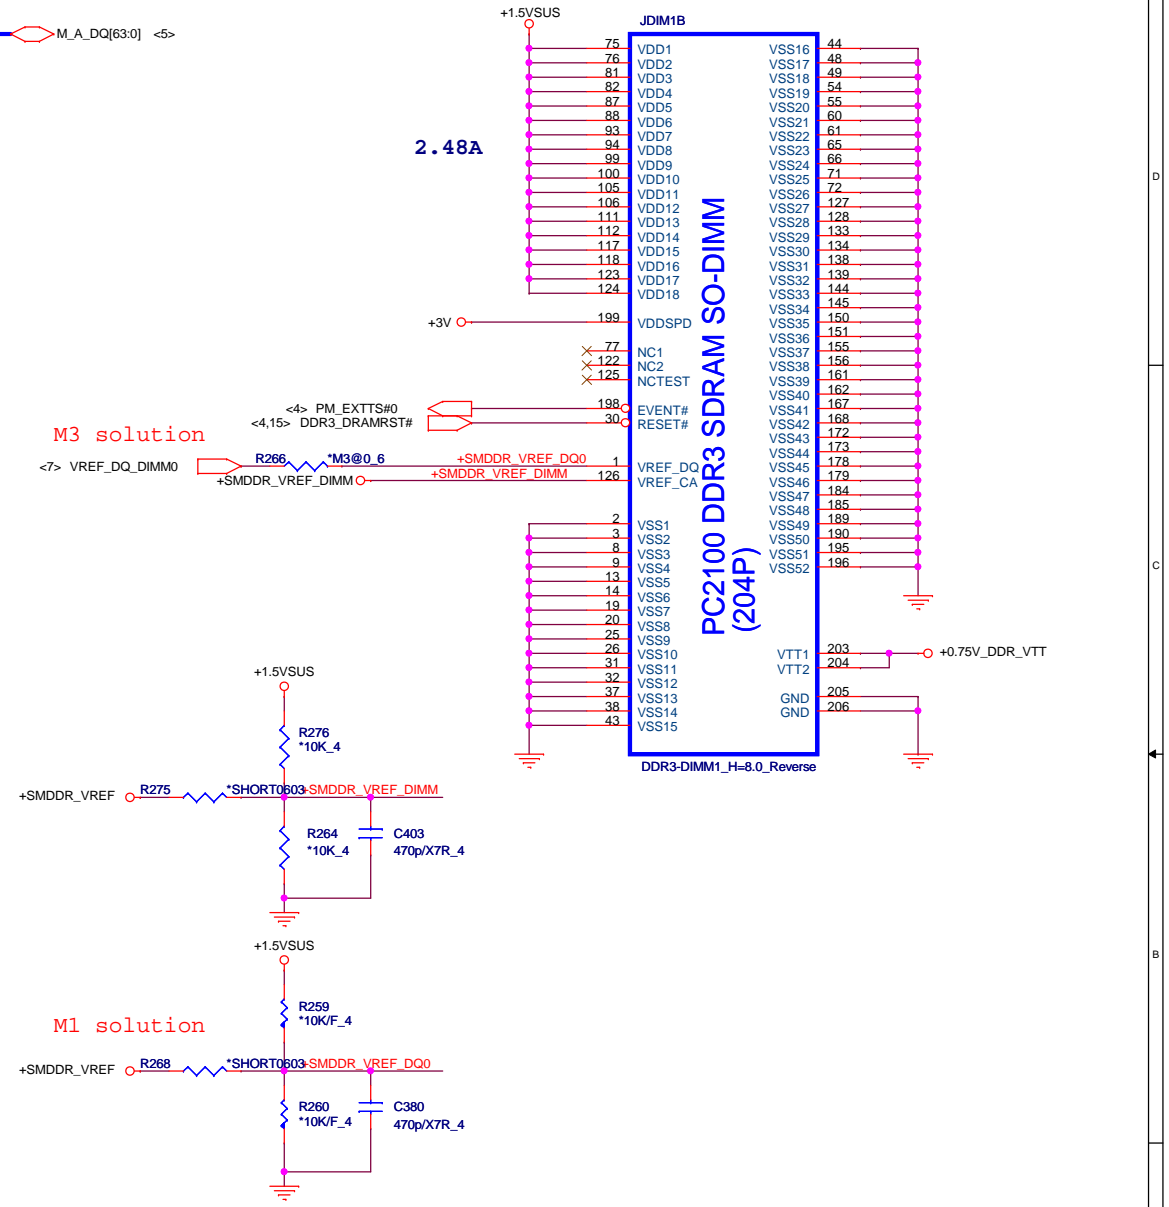 M_A_DQ[63:0] <5>
+1.5VSUS
JDIM1B
2.48A
75 VDD1
76 VDD2
81 VDD3
82 VDD4
87 VDD5
88 VDD6
93 VDD7
94 VDD8
99 VDD9
100 VDD10
105 VDD11
106 VDD12
111 VDD13
112 VDD14
117 VDD15
118 VDD16
123 VDD17
124 VDD18
+3V 199 VDDSPD
77 NC1
122 NC2
125 NCTEST
<4> PM_EXTTS#0 198 EVENT#
<4,15> DDR3_DRAMRST# 30 RESET#
M3 solution
<7> VREF_DQ_DIMM0 R266 *M3@0_6 +SMDDR_VREF_DQ0 1 VREF_DQ
+SMDDR_VREF_DIMM +SMDDR_VREF_DIMM 126 VREF_CA
2 VSS1
3 VSS2
8 VSS3
9 VSS4
13 VSS5
14 VSS6
19 VSS7
20 VSS8
25 VSS9
26 VSS10
31 VSS11
32 VSS12
37 VSS13
38 VSS14
43 VSS15
PC2100 DDR3 SDRAM SO-DIMM
(204P)
VSS16 44
VSS17 48
VSS18 49
VSS19 54
VSS20 55
VSS21 60
VSS22 61
VSS23 65
VSS24 66
VSS25 71
VSS26 72
VSS27 127
VSS28 128
VSS29 133
VSS30 134
VSS31 138
VSS32 139
VSS33 144
VSS34 145
VSS35 150
VSS36 151
VSS37 155
VSS38 156
VSS39 161
VSS40 162
VSS41 167
VSS42 168
VSS43 172
VSS44 173
VSS45 178
VSS46 179
VSS47 184
VSS48 185
VSS49 189
VSS50 190
VSS51 195
VSS52 196
VTT1 203 +0.75V_DDR_VTT
VTT2 204
GND 205
GND 206
DDR3-DIMM1_H=8.0_Reverse
+1.5VSUS
R276
*10K_4
+SMDDR_VREF R275 *SHORT0603 +SMDDR_VREF_DIMM
R264
*10K_4
C403
470p/X7R_4
+1.5VSUS
R259
*10K/F_4
M1 solution
+SMDDR_VREF R268 *SHORT0603 +SMDDR_VREF_DQ0
R260
*10K/F_4
C380
470p/X7R_4
D
C
B